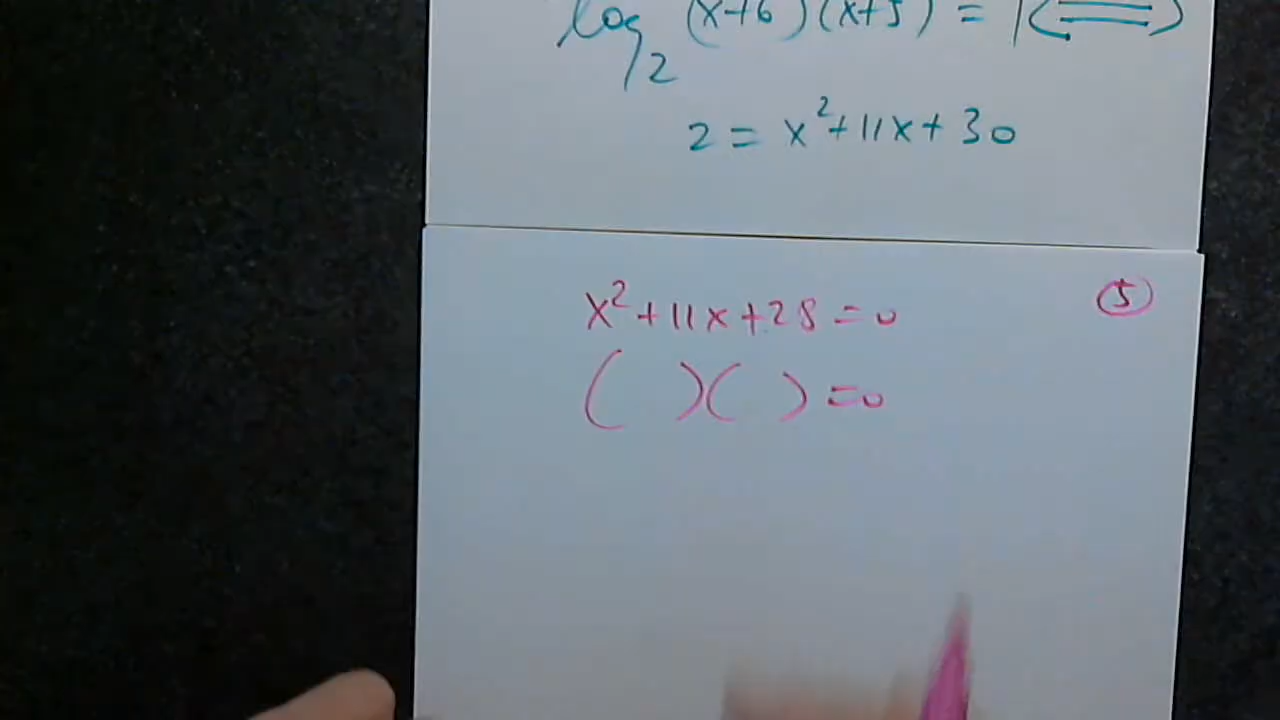 log₂ (x+6)(x+5) = 1 ⟺
2 = x²+11x+30
⑤
x²+11x+28=0
(   )(   )=0